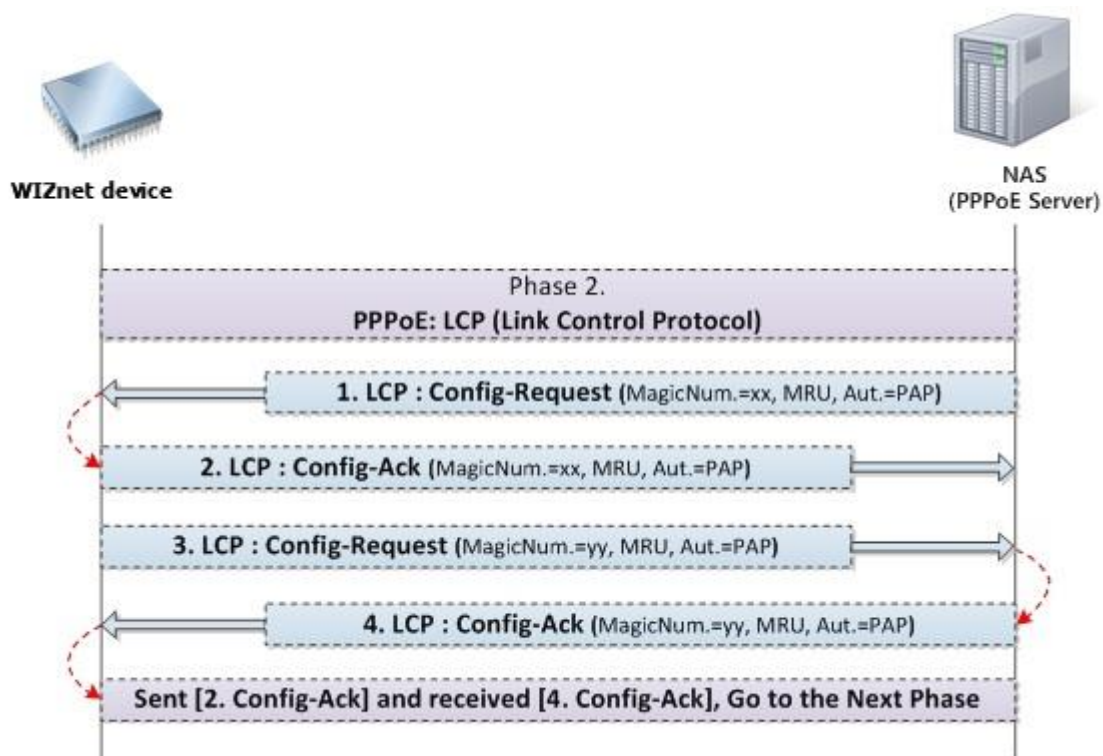 WIZnet device
NAS
(PPPoE Server)
Phase 2.
PPPoE: LCP (Link Control Protocol)
1. LCP : Config-Request (MagicNum.=xx, MRU, Aut.=PAP)
2. LCP : Config-Ack (MagicNum.=xx, MRU, Aut.=PAP)
3. LCP : Config-Request (MagicNum.=yy, MRU, Aut.=PAP)
4. LCP : Config-Ack (MagicNum.=yy, MRU, Aut.=PAP)
Sent [2. Config-Ack] and received [4. Config-Ack], Go to the Next Phase